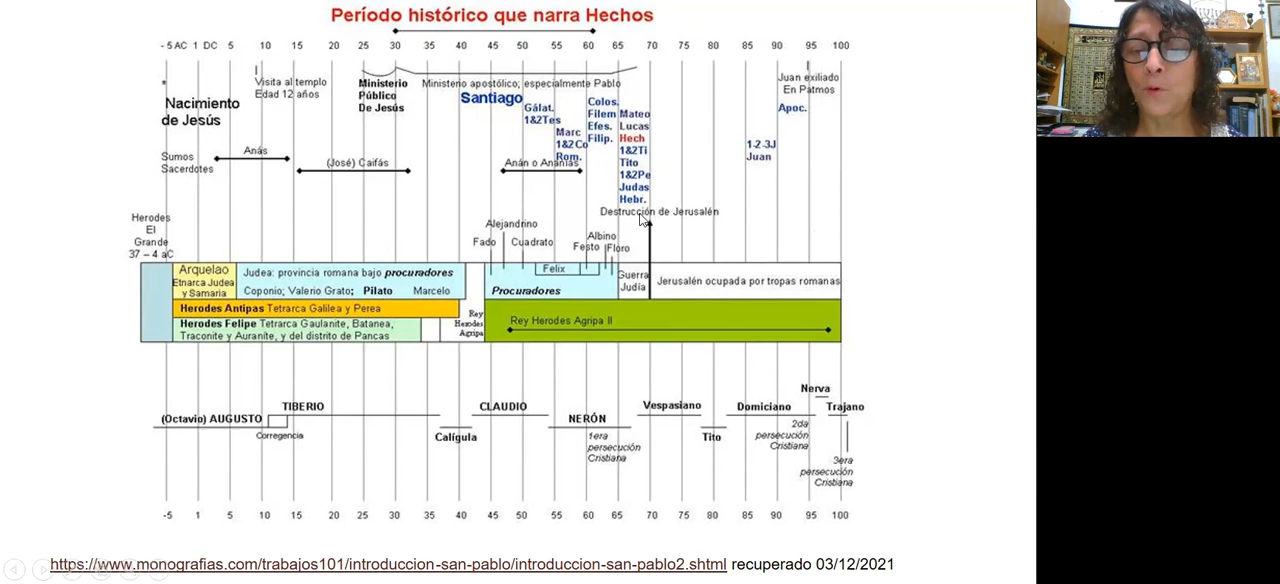 Período histórico que narra Hechos
- 5 AC 1 DC 5 10 15 20 25 30 35 40 45 50 55 60 65 70 75 80 85 90 95 100
Visita al templo
Edad 12 años
Ministerio
Público
De Jesús
Ministerio apostólico; especialmente Pablo
Juan exiliado
En Patmos
Apoc.
Nacimiento
de Jesús
Santiago
Gálat.
1&2Tes
Marc
1&2Co
Rom.
Colos.
Filem
Efes.
Filip.
Mateo
Lucas
Hech
1&2Ti
Tito
1&2Pe
Judas
Hebr.
1-2-3J
Juan
Sumos
Sacerdotes
Anás
(José) Caifás
Anán o Ananías
Destrucción de Jerusalén
Herodes
El
Grande
37 – 4 aC
Alejandrino
Fado
Cuadrato
Albino
Festo
Floro
Arquelao
Etnarca Judea
y Samaria
Judea: provincia romana bajo procuradores
Coponio; Valerio Grato; Pilato Marcelo
Felix
Procuradores
Guerra
Judía
Jerusalén ocupada por tropas romanas
Herodes Antipas Tetrarca Galilea y Perea
Herodes Felipe Tetrarca Gaulanite, Batanea,
Traconite y Auranite, y del distrito de Pancas
Rey
Herodes
Agripa
Rey Herodes Agripa II
Nerva
(Octavio) AUGUSTO
TIBERIO
Corregencia
Calígula
CLAUDIO
NERÓN
1era
persecución
Cristiana
Vespasiano
Tito
Domiciano
2da
persecución
Cristiana
Trajano
3era
persecución
Cristiana
-5 1 5 10 15 20 25 30 35 40 45 50 55 60 65 70 75 80 85 90 95 100
https://www.monografias.com/trabajos101/introduccion-san-pablo/introduccion-san-pablo2.shtml recuperado 03/12/2021